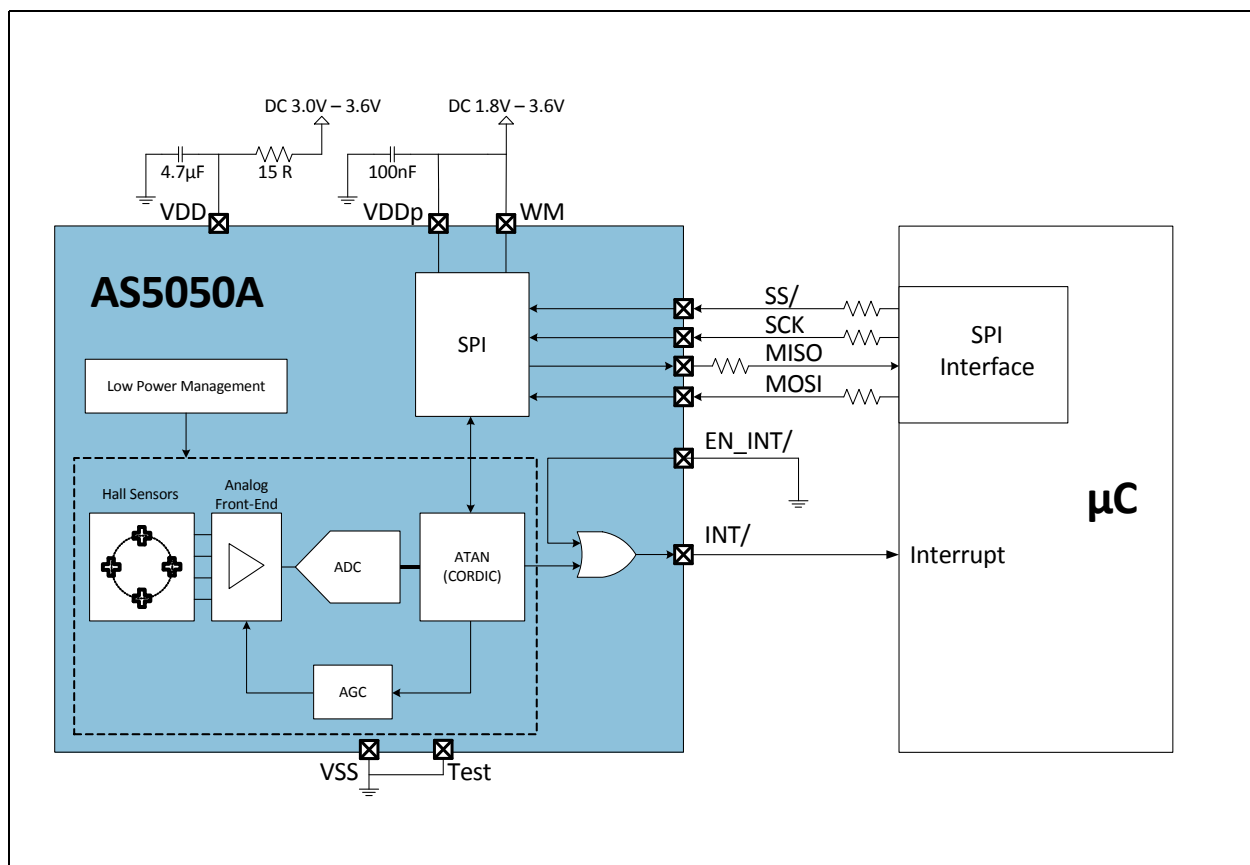 DC 3.0V – 3.6V
DC 1.8V – 3.6V
4.7µF
15 R
100nF
VDD
VDDp
WM
AS5050A
SS/
SCK
MISO
MOSI
SPI
SPI
Interface
Low Power Management
EN_INT/
µC
Hall Sensors
Analog
Front-End
ADC
ATAN
(CORDIC)
INT/
Interrupt
AGC
VSS
Test